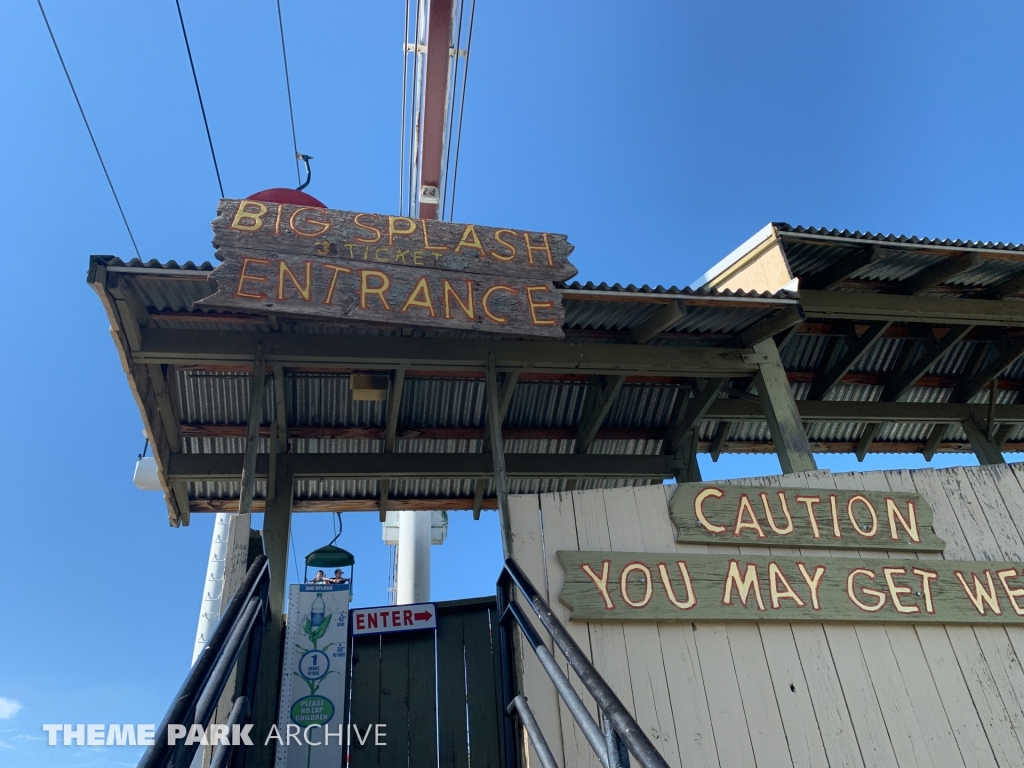 BIG SPLASH
3 TICKET
ENTRANCE
CAUTION
YOU MAY GET WE
ENTER
BIG SPLASH
1
PLEASE
NO LAP
CHILDREN
THEME PARK ARCHIVE